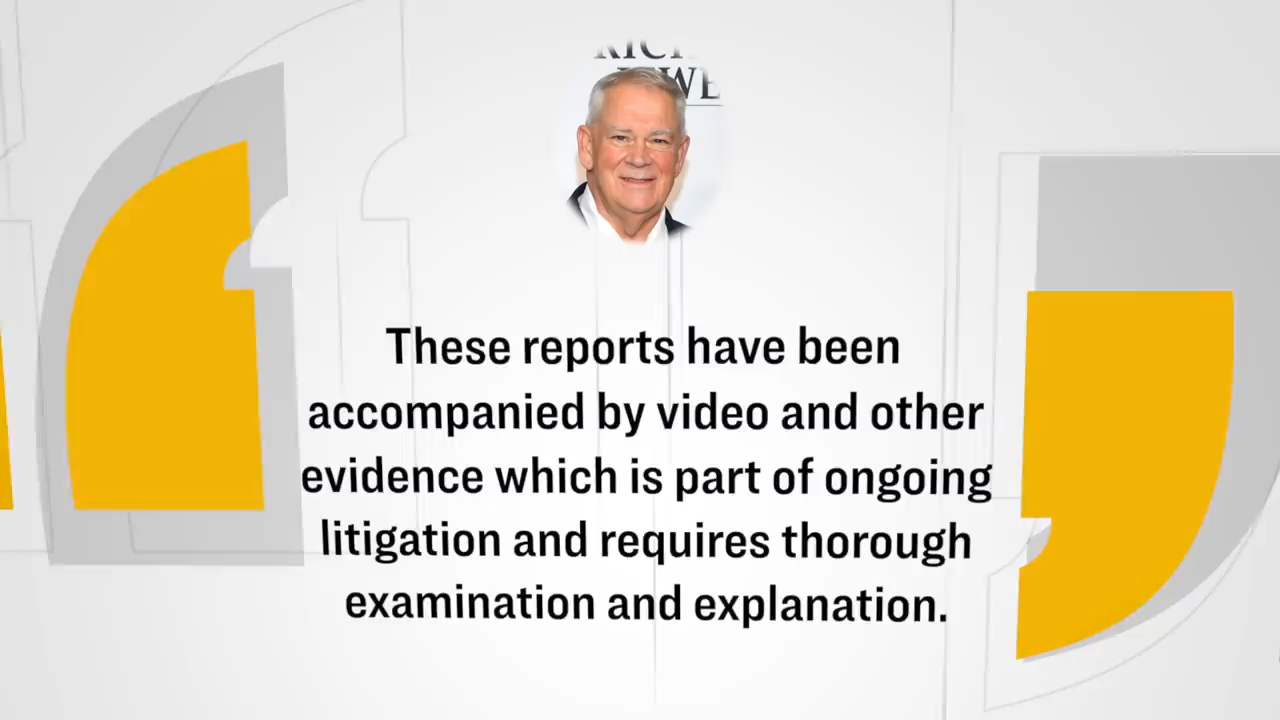 These reports have been
accompanied by video and other
evidence which is part of ongoing
litigation and requires thorough
examination and explanation.